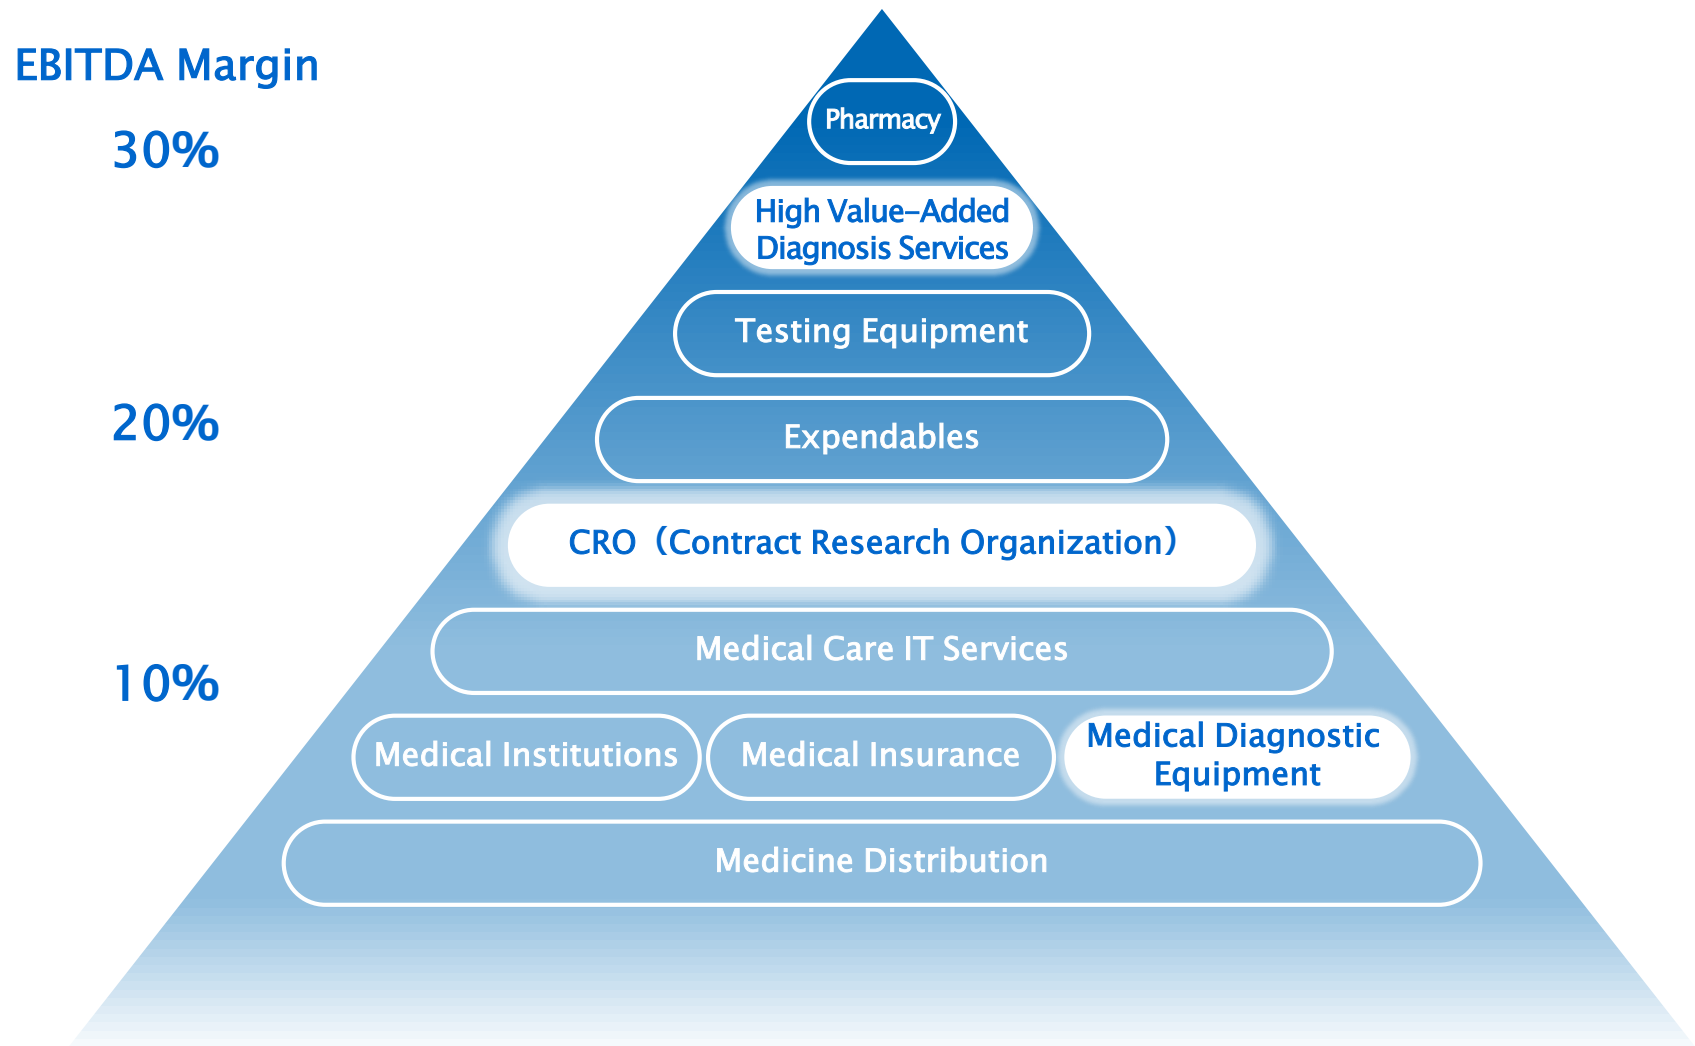 EBITDA Margin
30%
Pharmacy
High Value-Added
Diagnosis Services
Testing Equipment
20%
Expendables
CRO（Contract Research Organization）
Medical Care IT Services
10%
Medical Institutions
Medical Insurance
Medical Diagnostic
Equipment
Medicine Distribution